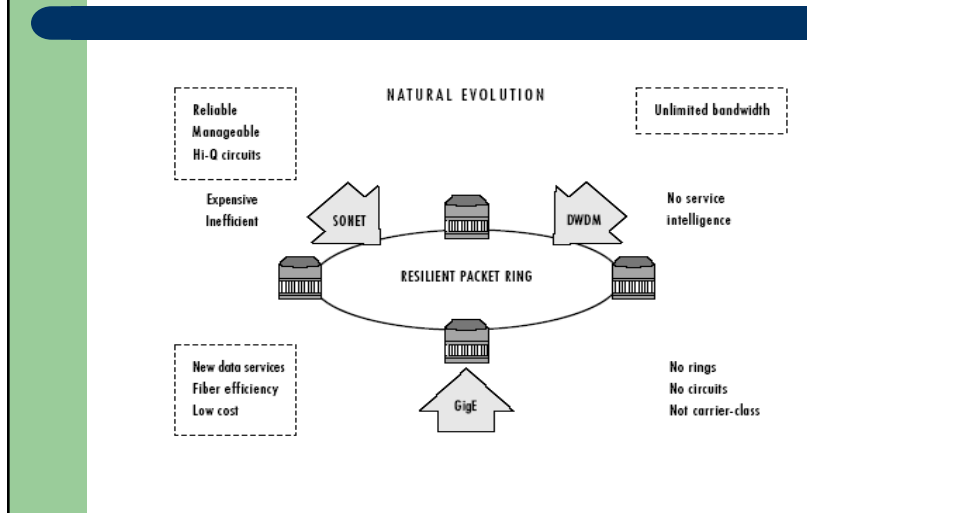 NATURAL EVOLUTION
Reliable
Manageable
Hi-Q circuits
Unlimited bandwidth
Expensive
Inefficient
SONET
DWDM
No service
intelligence
RESILIENT PACKET RING
New data services
Fiber efficiency
Low cost
GigE
No rings
No circuits
Not carrier-class